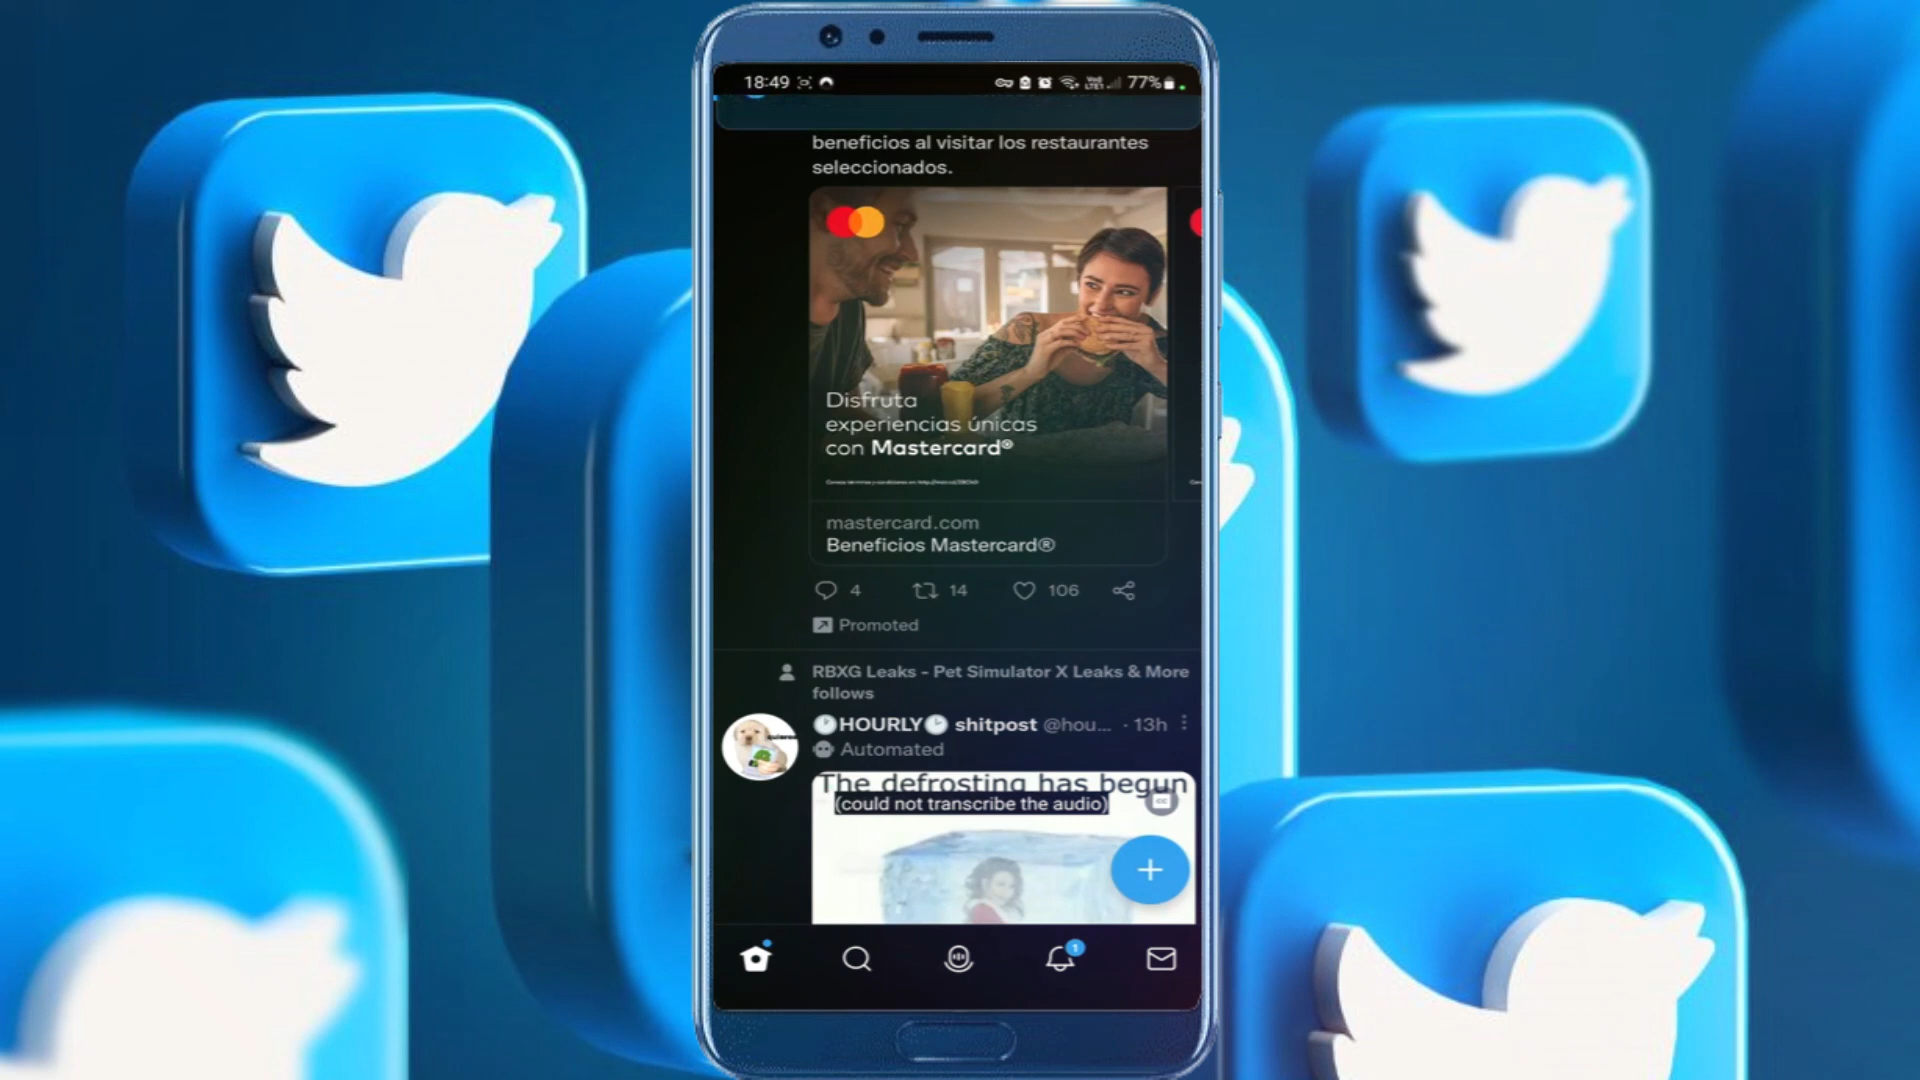 18:49
77%
beneficios al visitar los restaurantes
seleccionados.
Disfruta
experiencias únicas
con Mastercard®
mastercard.com
Beneficios Mastercard®
4
14
106
Promoted
RBXG Leaks - Pet Simulator X Leaks & More
follows
HOURLY shitpost @hou... · 13h
Automated
The defrosting has begun
(could not transcribe the audio)
1